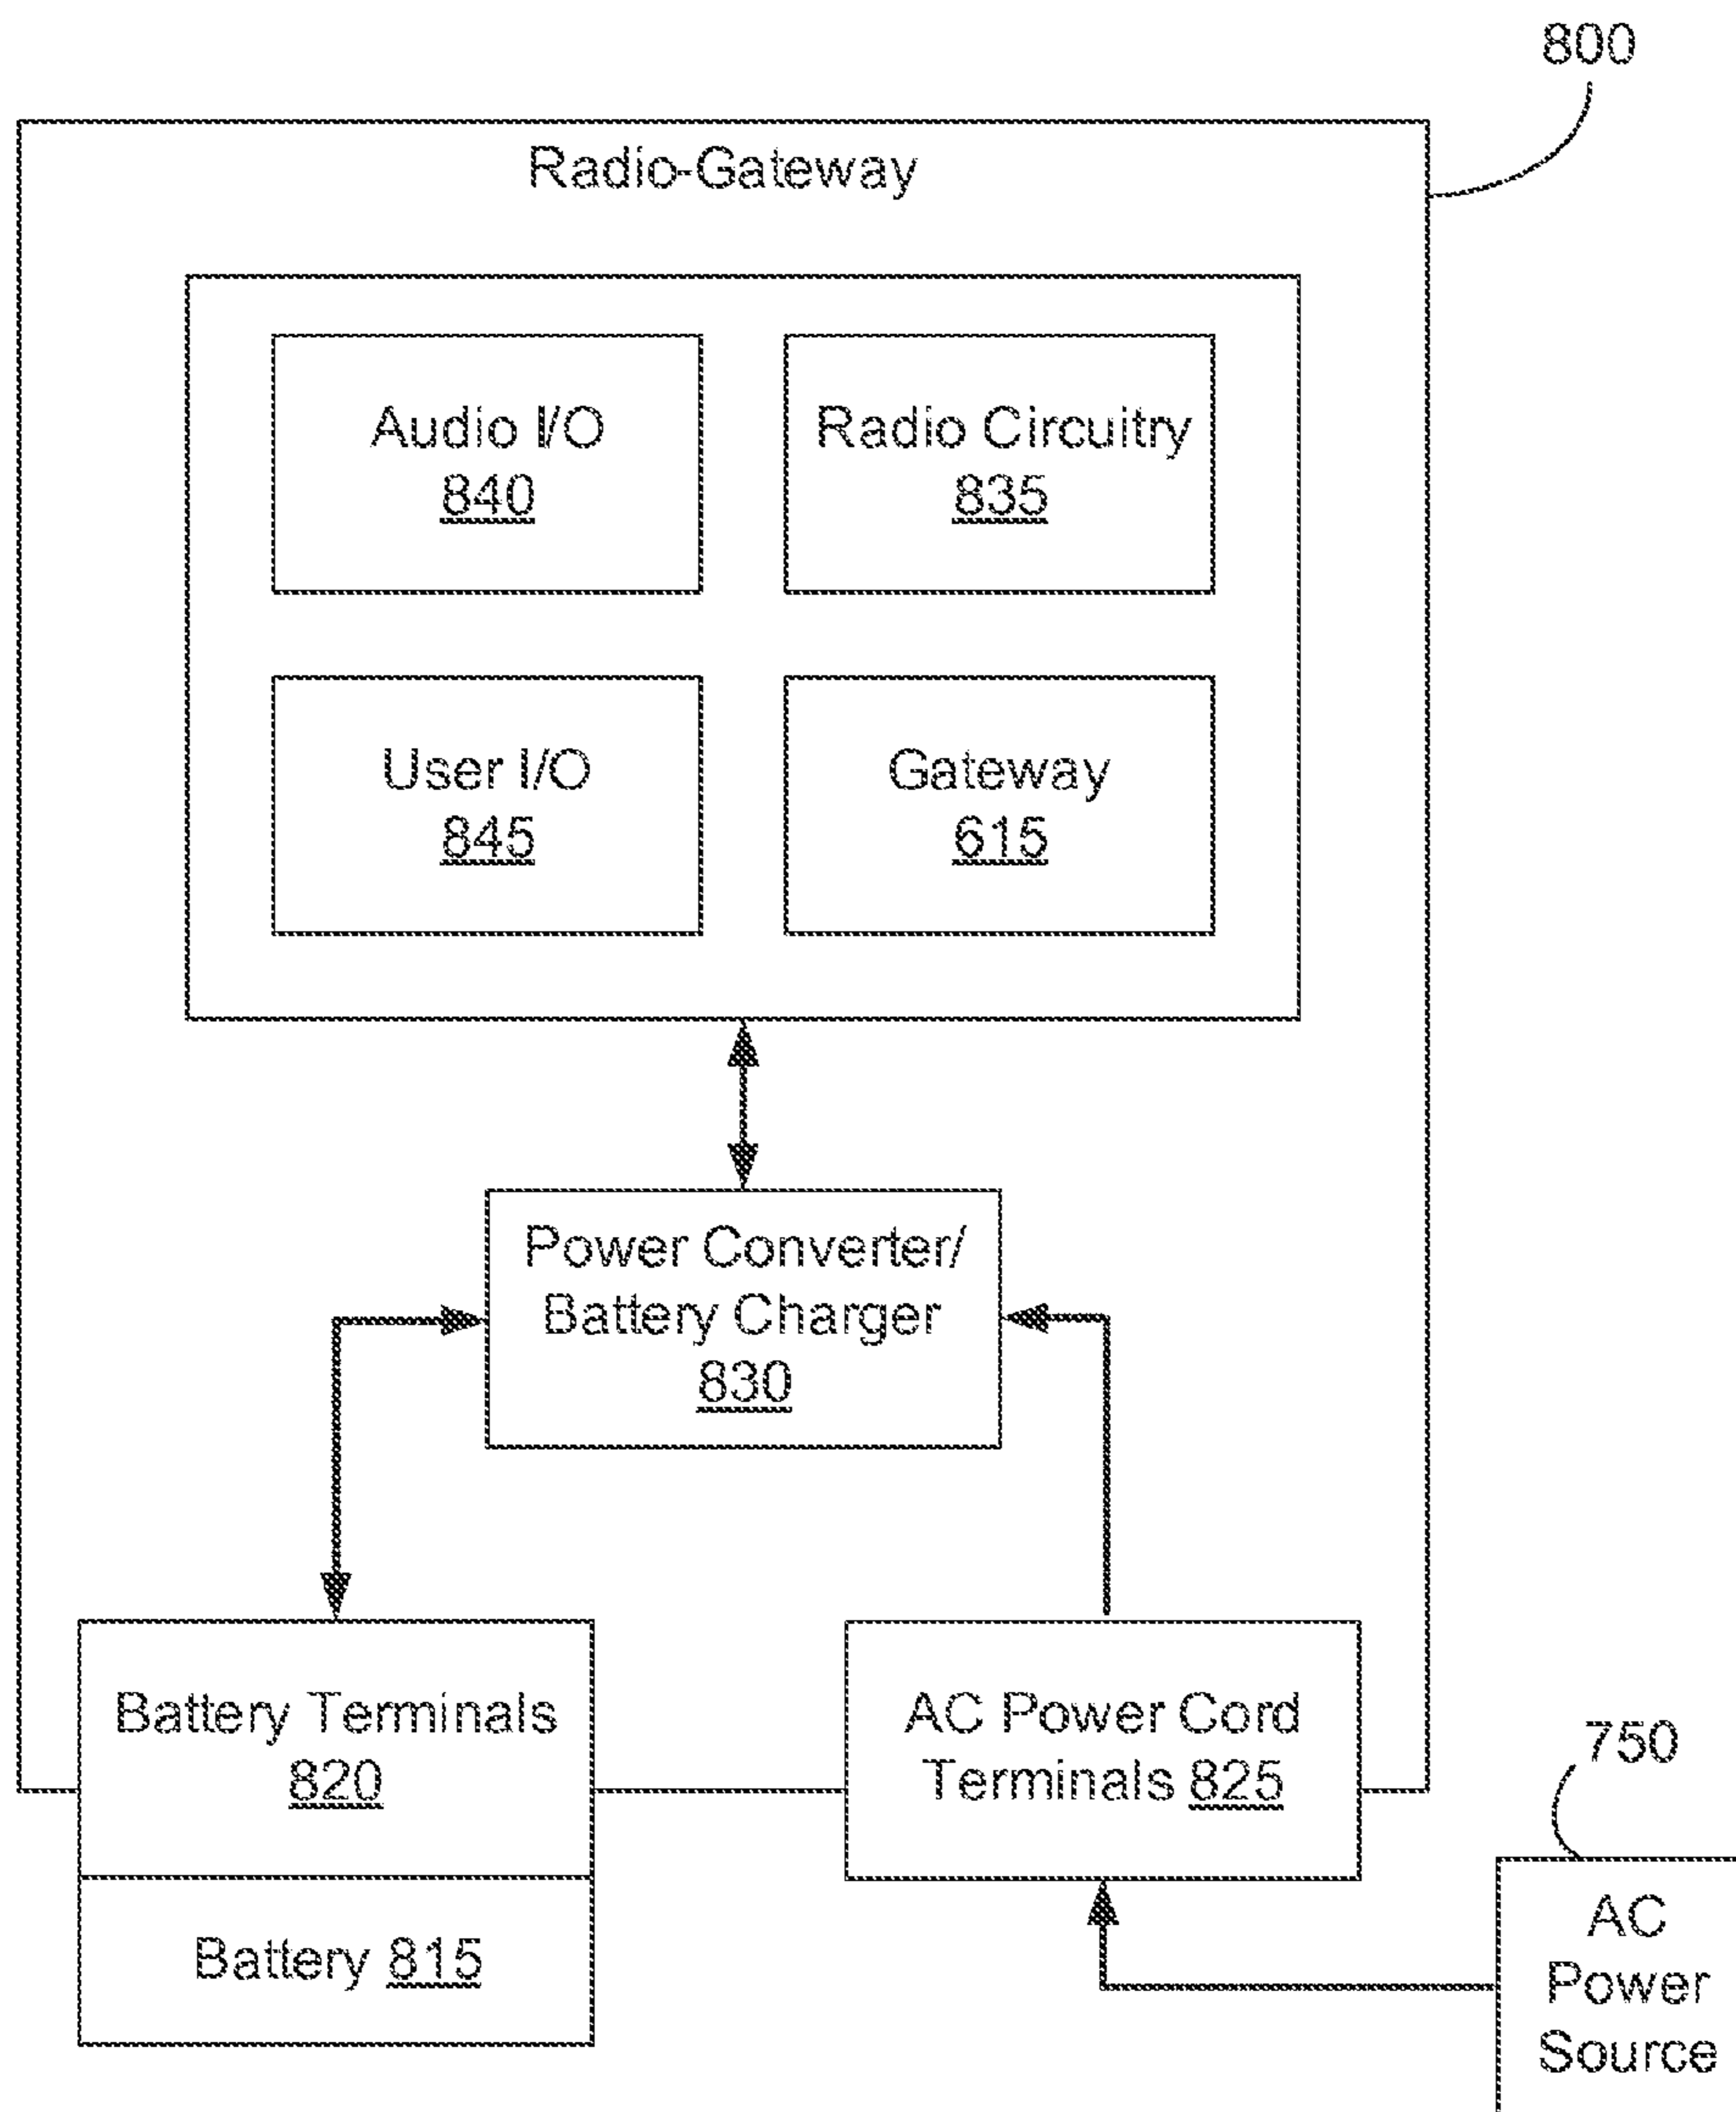 800
Radio-Gateway
Audio I/O
840
Radio Circuitry
835
User I/O
845
Gateway
615
Power Converter/
Battery Charger
830
Battery Terminals
820
AC Power Cord
Terminals 825
750
Battery 815
AC
Power
Source